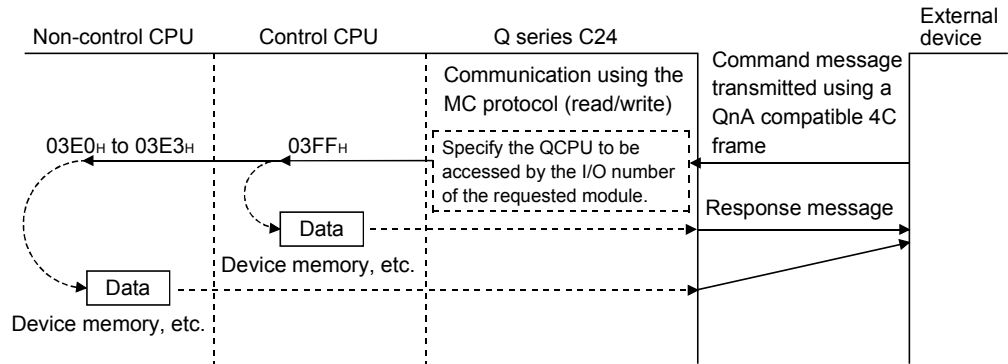 External
device
Non-control CPU
Control CPU
Q series C24
Communication using the
MC protocol (read/write)
Command message
transmitted using a
QnA compatible 4C
frame
03E0H to 03E3H
03FFH
Specify the QCPU to be
accessed by the I/O number
of the requested module.
Response message
Data
Device memory, etc.
Data
Device memory, etc.